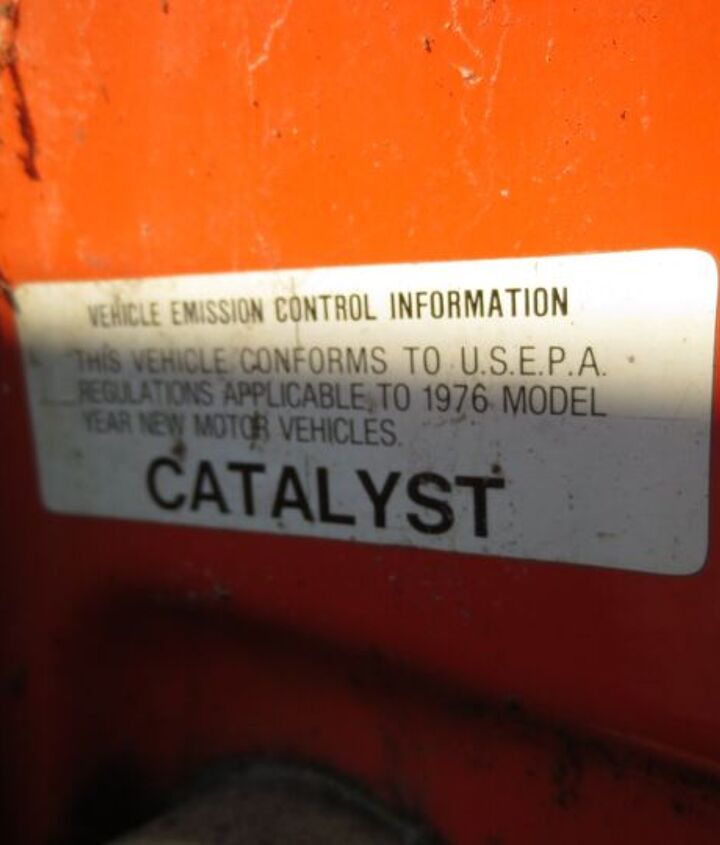 VEHICLE EMISSION CONTROL INFORMATION
THIS VEHICLE CONFORMS TO U.S.E.P.A.
REGULATIONS APPLICABLE TO 1976 MODEL
YEAR NEW MOTOR VEHICLES.
CATALYST